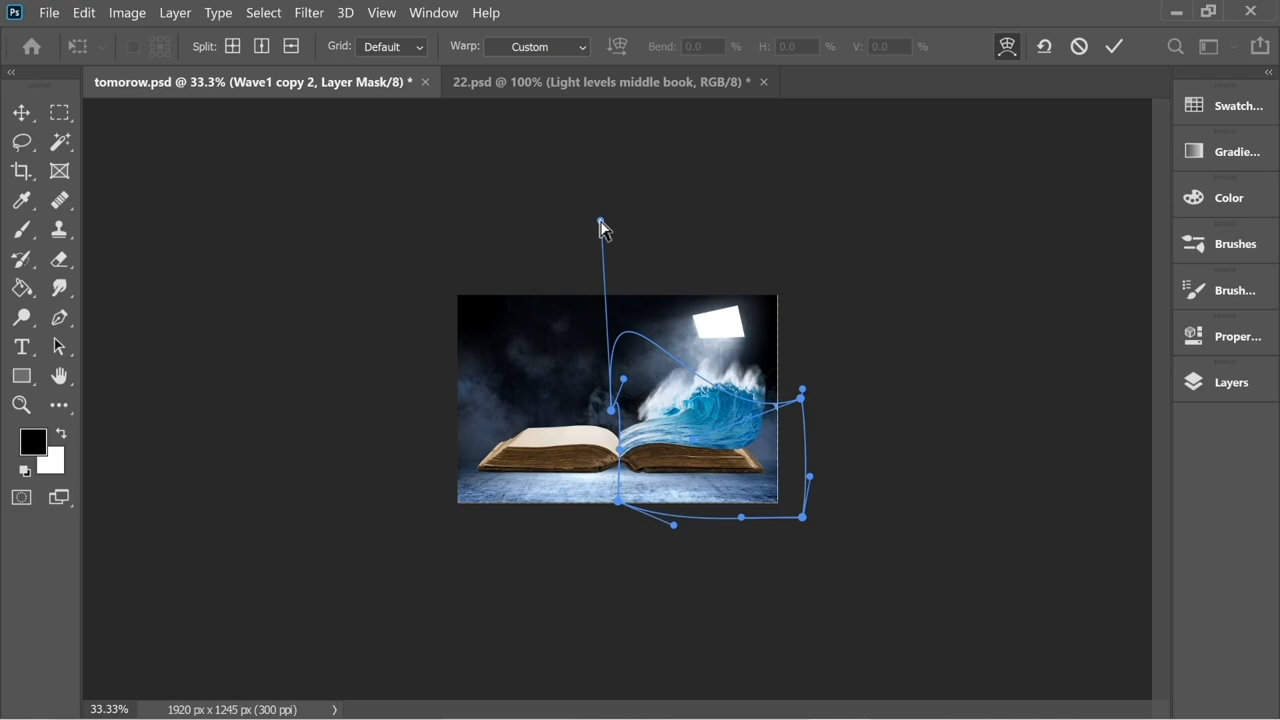 Ps File Edit Image Layer Type Select Filter 3D View Window Help
Split: Grid: Default Warp: Custom Bend: 0.0 % H: 0.0 % V: 0.0 %
tomorow.psd @ 33.3% (Wave1 copy 2, Layer Mask/8) * × 22.psd @ 100% (Light levels middle book, RGB/8) * ×
Swatch...
Gradie...
Color
Brushes
Brush...
Proper...
Layers
33.33% 1920 px x 1245 px (300 ppi)